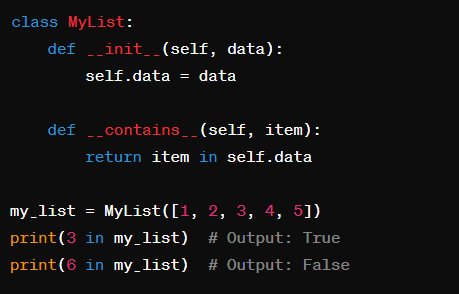 class MyList:
    def __init__(self, data):
        self.data = data

    def __contains__(self, item):
        return item in self.data

my_list = MyList([1, 2, 3, 4, 5])
print(3 in my_list)  # Output: True
print(6 in my_list)  # Output: False